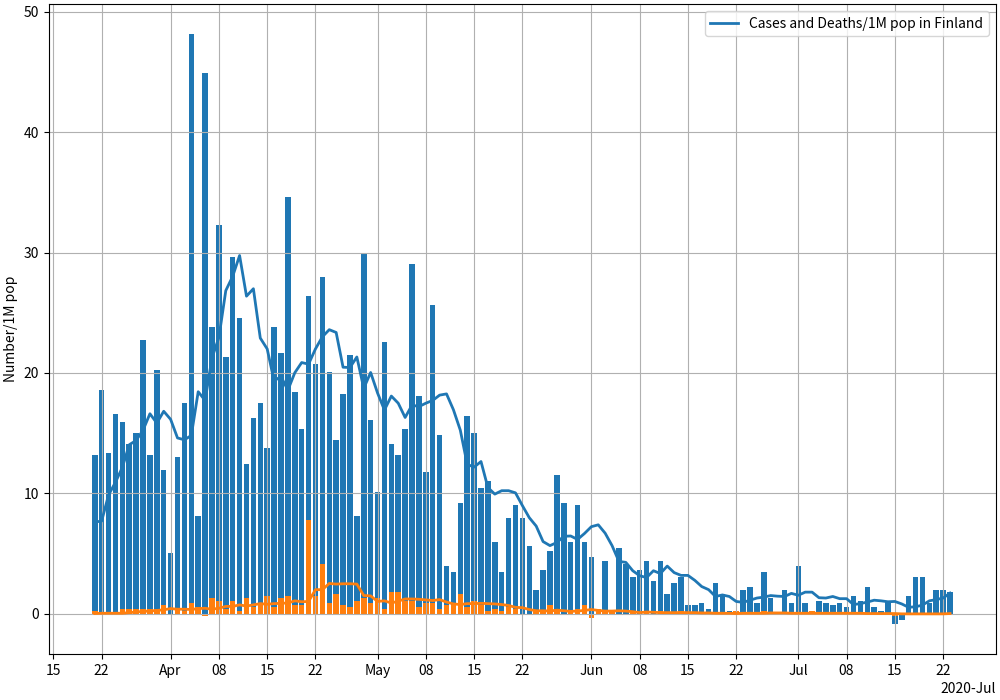 Cases and Deaths/1M pop in Finland
Number/1M pop
50
40
30
20
10
0
15 22 Apr 08 15 22 May 08 15 22 Jun 08 15 22 Jul 08 15 22
2020-Jul